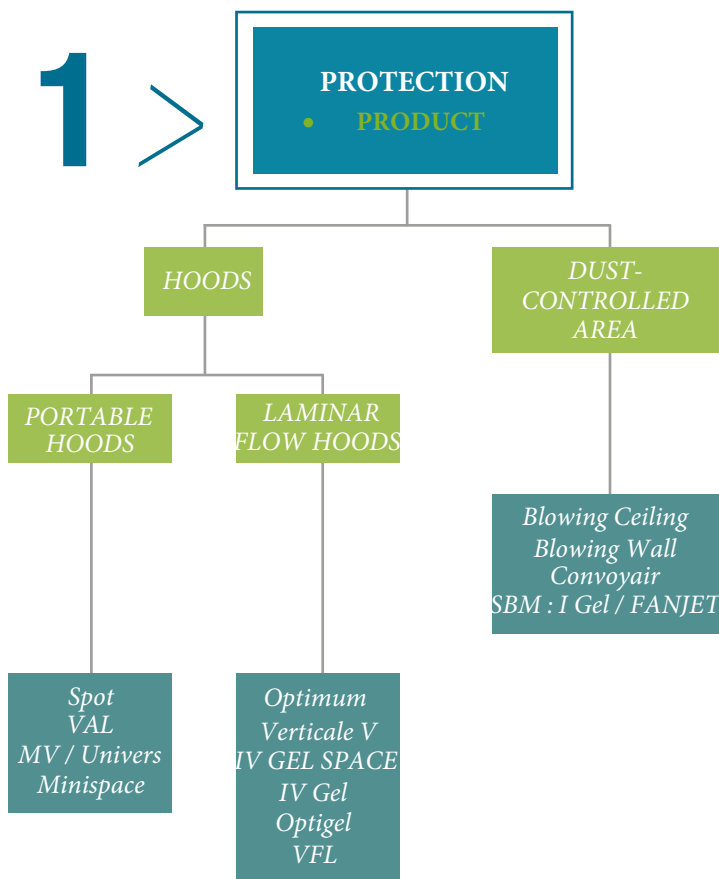 1 >
PROTECTION
• PRODUCT
HOODS
DUST-
CONTROLLED
AREA
PORTABLE
HOODS
LAMINAR
FLOW HOODS
Blowing Ceiling
Blowing Wall
Convoyair
SBM : I Gel / FANJET
Spot
VAL
MV / Univers
Minispace
Optimum
Verticale V
IV GEL SPACE
IV Gel
Optigel
VFL